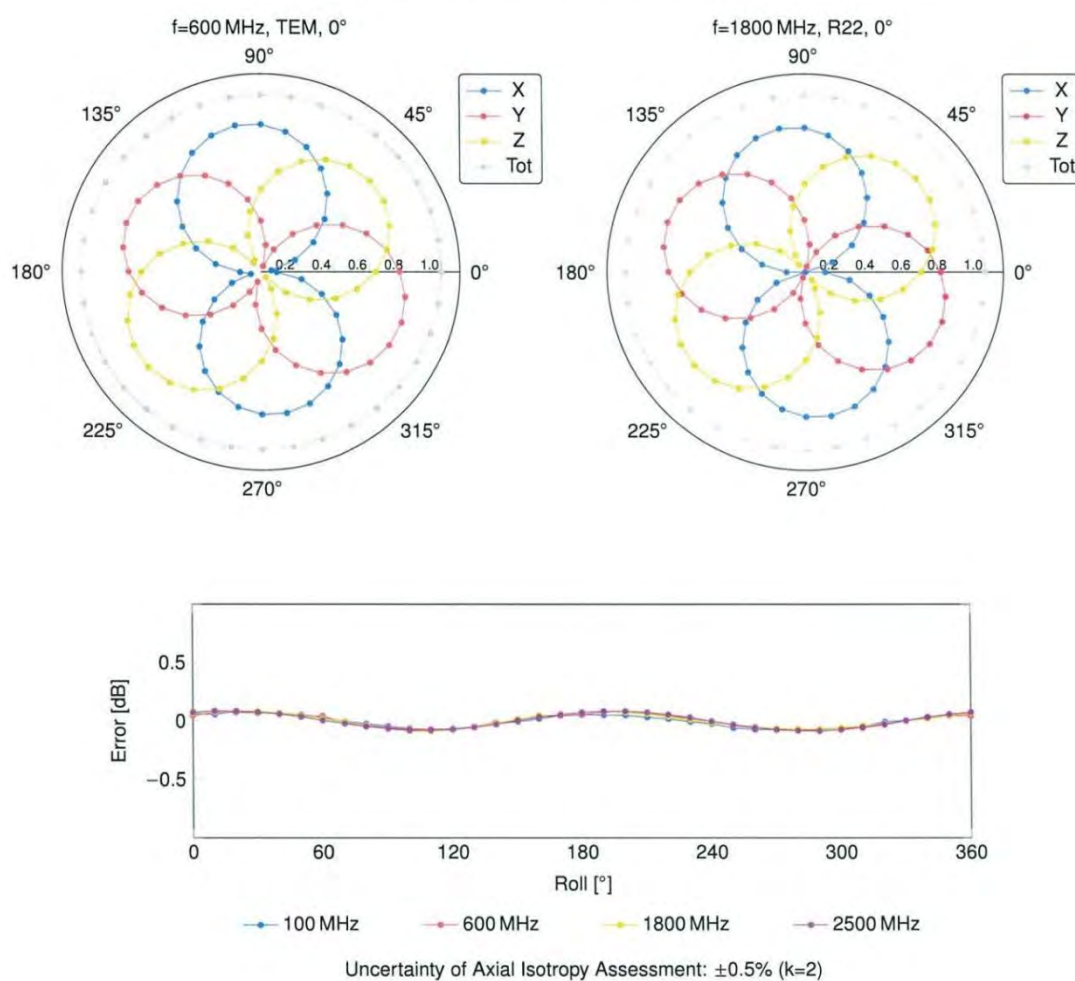 f=600 MHz, TEM, 0°
f=1800 MHz, R22, 0°
90°
135°
45°
X
Y
Z
Tot
180°
0.2 0.4 0.6 0.8 1.0
0°
225°
315°
270°
90°
135°
45°
X
Y
Z
Tot
180°
0.2 0.4 0.6 0.8 1.0
0°
225°
315°
270°
Error [dB]
0.5
0
−0.5
0 60 120 180 240 300 360
Roll [°]
100 MHz 600 MHz 1800 MHz 2500 MHz
Uncertainty of Axial Isotropy Assessment: ±0.5% (k=2)